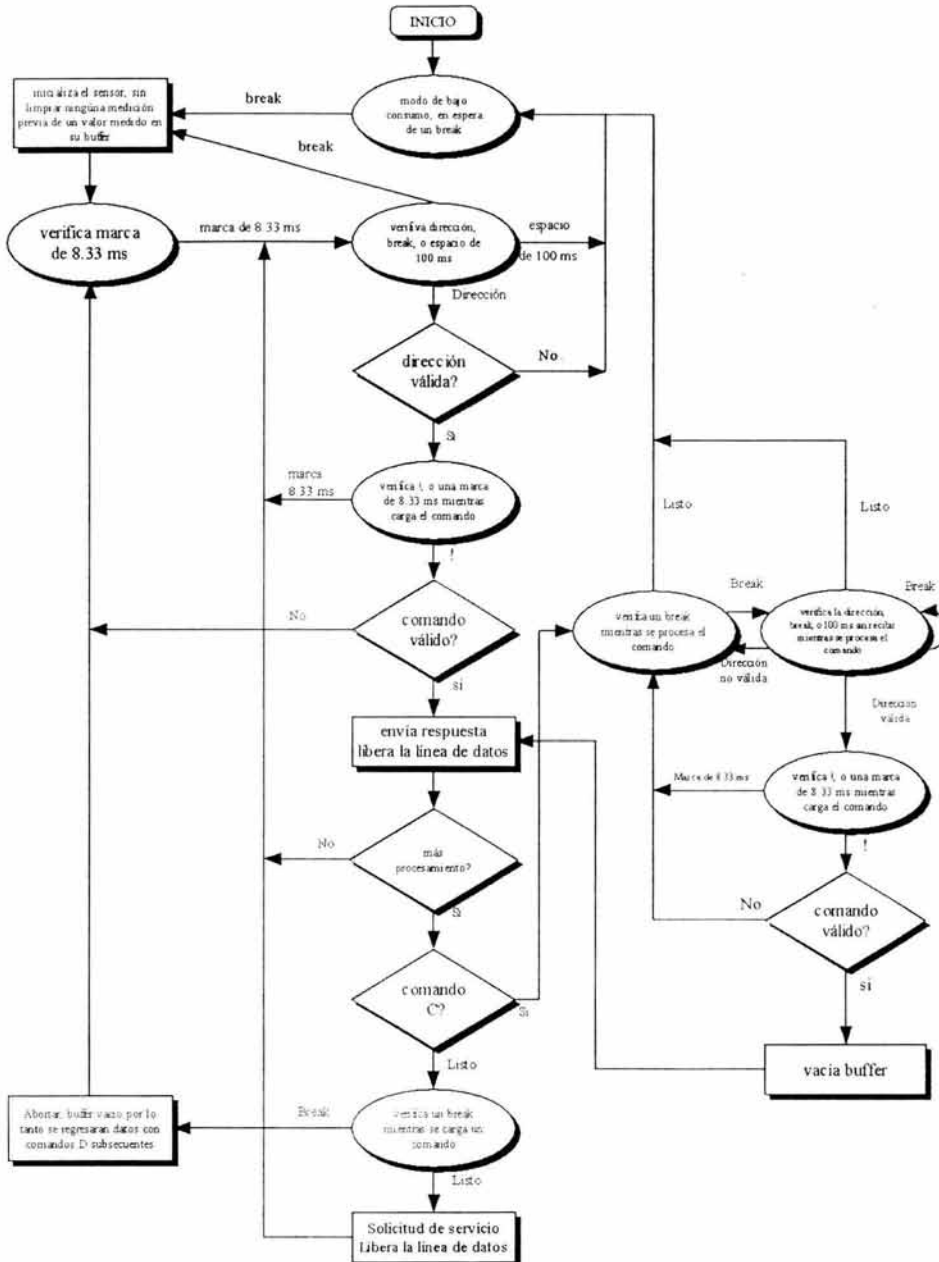 INICIO
inicializa el sensor, sin
limpiar ningúna medición
previa de un valor medido en
su buffer
break
modo de bajo
consumo, en espera
de un break
break
verifica marca
de 8.33 ms
marca de 8.33 ms
verifiva dirección,
break, o espacio de
100 ms
espacio
de 100 ms
Dirección
dirección
válida?
No
Si
marca
8.33 ms
verifica !, o una marca
de 8.33 ms mientras
carga el comando
!
Listo
Listo
No
comando
válido?
sí
verifica un break
mientras se procesa el
comando
Break
verifica la dirección,
break, o 100 ms
mientras se procesa el
comando
Break
Dirección
no válida
Dirección
válida
envía respuesta
libera la línea de datos
Marca de 8.33 ms
verifica !, o una marca
de 8.33 ms mientras
carga el comando
!
No
más
procesamiento?
Si
No
comando
válido?
sí
comando
C?
Si
Listo
vacia buffer
Abortar, buffer vacio por lo
tanto se regresaran datos con
comandos D subsecuentes
Break
verifica un break
mientras se carga un
comando
Listo
Solicitud de servicio
Libera la línea de datos